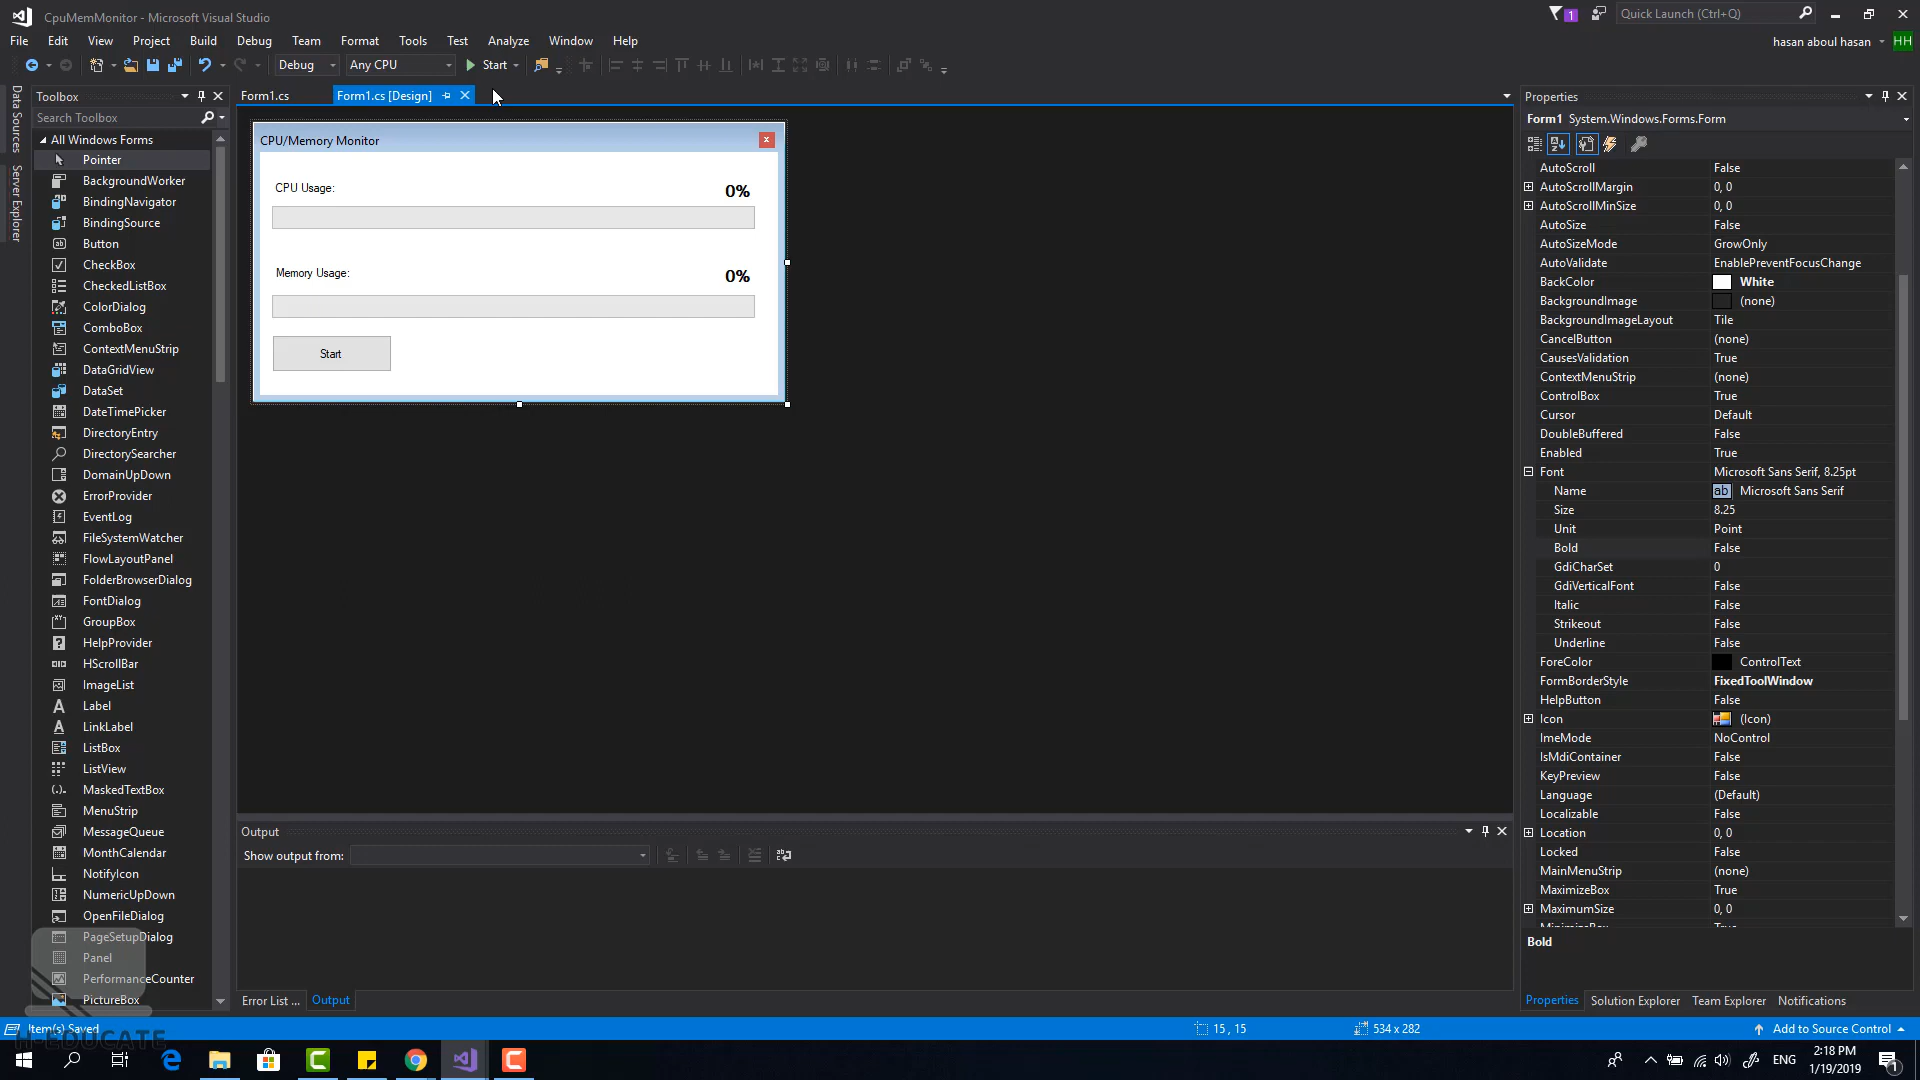 CpuMemMonitor - Microsoft Visual Studio
1
Quick Launch (Ctrl+Q)
File Edit View Project Build Debug Team Format Tools Test Analyze Window Help
hasan aboul hasan HH
Debug Any CPU Start
Data Sources
Server Explorer
Toolbox
Search Toolbox
All Windows Forms
Pointer
BackgroundWorker
BindingNavigator
BindingSource
Button
CheckBox
CheckedListBox
ColorDialog
ComboBox
ContextMenuStrip
DataGridView
DataSet
DateTimePicker
DirectoryEntry
DirectorySearcher
DomainUpDown
ErrorProvider
EventLog
FileSystemWatcher
FlowLayoutPanel
FolderBrowserDialog
FontDialog
GroupBox
HelpProvider
HScrollBar
ImageList
Label
LinkLabel
ListBox
ListView
MaskedTextBox
MenuStrip
MessageQueue
MonthCalendar
NotifyIcon
NumericUpDown
OpenFileDialog
PageSetupDialog
Panel
PerformanceCounter
PictureBox
Form1.cs Form1.cs [Design]
CPU/Memory Monitor
CPU Usage: 0%
Memory Usage: 0%
Start
Output
Show output from:
Error List ... Output
Properties
Form1 System.Windows.Forms.Form
AutoScroll False
AutoScrollMargin 0, 0
AutoScrollMinSize 0, 0
AutoSize False
AutoSizeMode GrowOnly
AutoValidate EnablePreventFocusChange
BackColor White
BackgroundImage (none)
BackgroundImageLayout Tile
CancelButton (none)
CausesValidation True
ContextMenuStrip (none)
ControlBox True
Cursor Default
DoubleBuffered False
Enabled True
Font Microsoft Sans Serif, 8.25pt
Name ab Microsoft Sans Serif
Size 8.25
Unit Point
Bold False
GdiCharSet 0
GdiVerticalFont False
Italic False
Strikeout False
Underline False
ForeColor ControlText
FormBorderStyle FixedToolWindow
HelpButton False
Icon (Icon)
ImeMode NoControl
IsMdiContainer False
KeyPreview False
Language (Default)
Localizable False
Location 0, 0
Locked False
MainMenuStrip (none)
MaximizeBox True
MaximumSize 0, 0
MinimizeBox True
Bold
Properties Solution Explorer Team Explorer Notifications
Item(s) Saved 15 , 15 534 x 282 Add to Source Control
H-EDUCATE
ENG
2:18 PM
1/19/2019
1